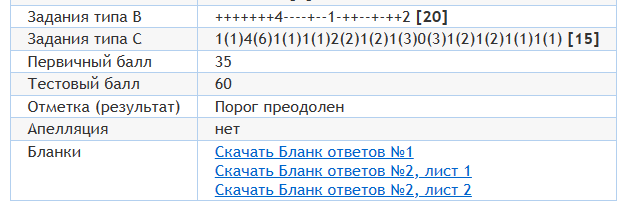 Задания типа B +++++++4----+--1-++--+-++2 [20]
Задания типа C 1(1)4(6)1(1)1(1)2(2)1(2)1(3)0(3)1(2)1(2)1(1)1(1) [15]
Первичный балл 35
Тестовый балл 60
Отметка (результат) Порог преодолен
Апелляция нет
Бланки Скачать Бланк ответов №1
Скачать Бланк ответов №2, лист 1
Скачать Бланк ответов №2, лист 2